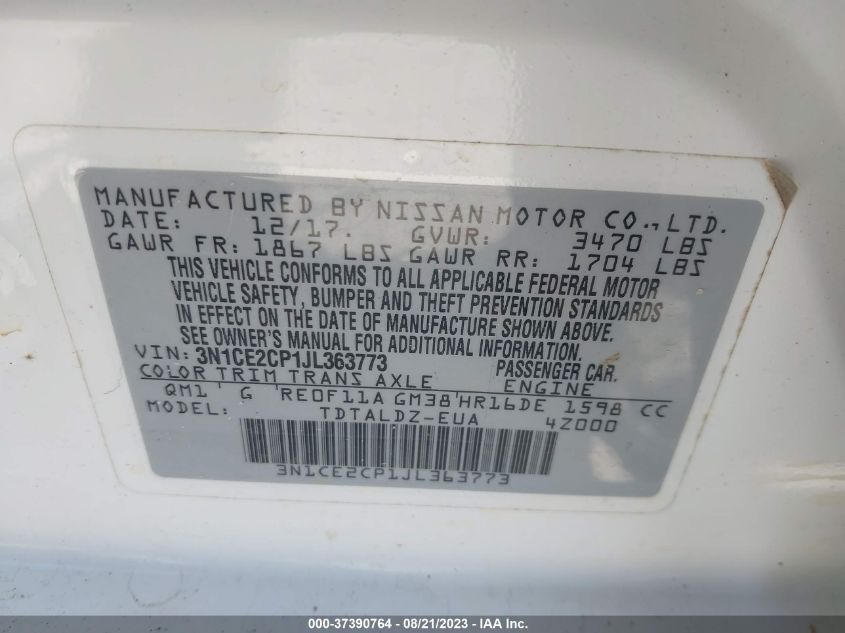 MANUFACTURED BY NISSAN MOTOR CO., LTD.
DATE: 12/17. GVWR: 3470 LBS
GAWR FR: 1867 LBS GAWR RR: 1704 LBS
THIS VEHICLE CONFORMS TO ALL APPLICABLE FEDERAL MOTOR
VEHICLE SAFETY, BUMPER AND THEFT PREVENTION STANDARDS
IN EFFECT ON THE DATE OF MANUFACTURE SHOWN ABOVE.
SEE OWNER'S MANUAL FOR ADDITIONAL INFORMATION.
VIN: 3N1CE2CP1JL363773 PASSENGER CAR.
COLOR TRIM TRANS AXLE ENGINE
QM1 ' G 'RE0F11A GM38'HR16DE 1598 CC
MODEL: TDTALDZ-EUA 4Z000
3N1CE2CP1JL363773
000-37390764 - 08/21/2023 - IAA Inc.